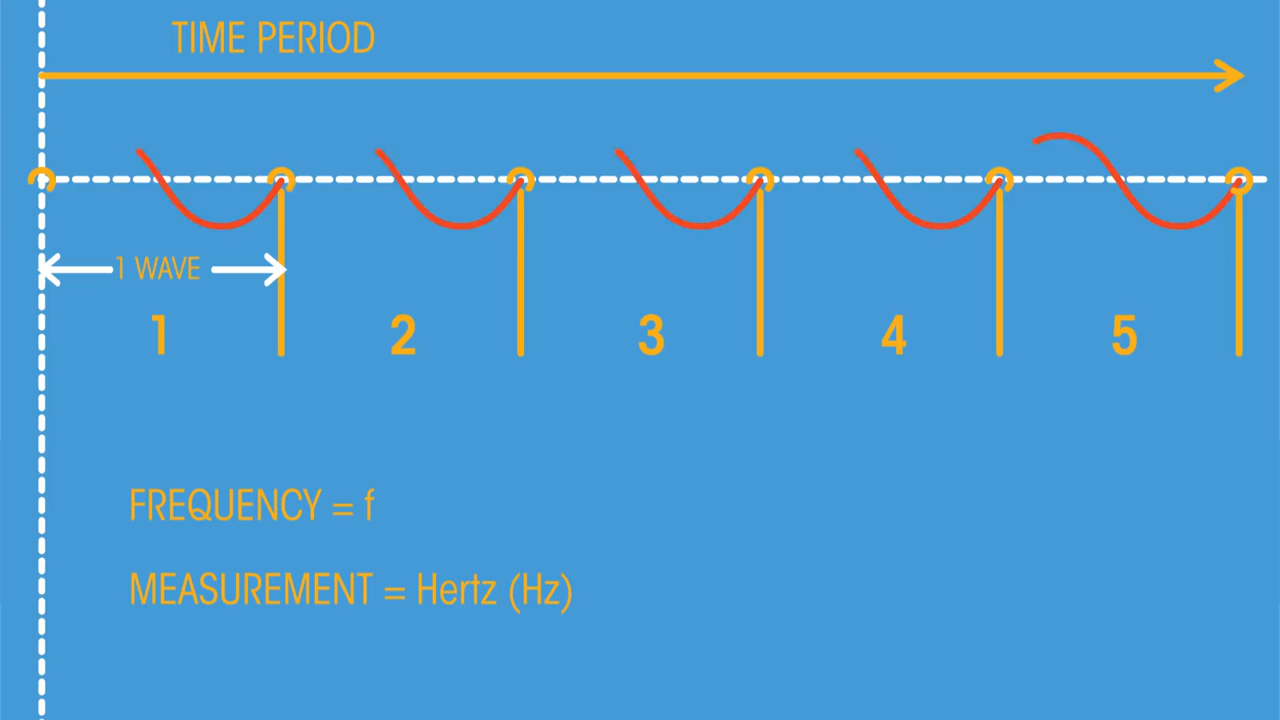 TIME PERIOD
1 WAVE
1 2 3 4 5
FREQUENCY = f
MEASUREMENT = Hertz (Hz)